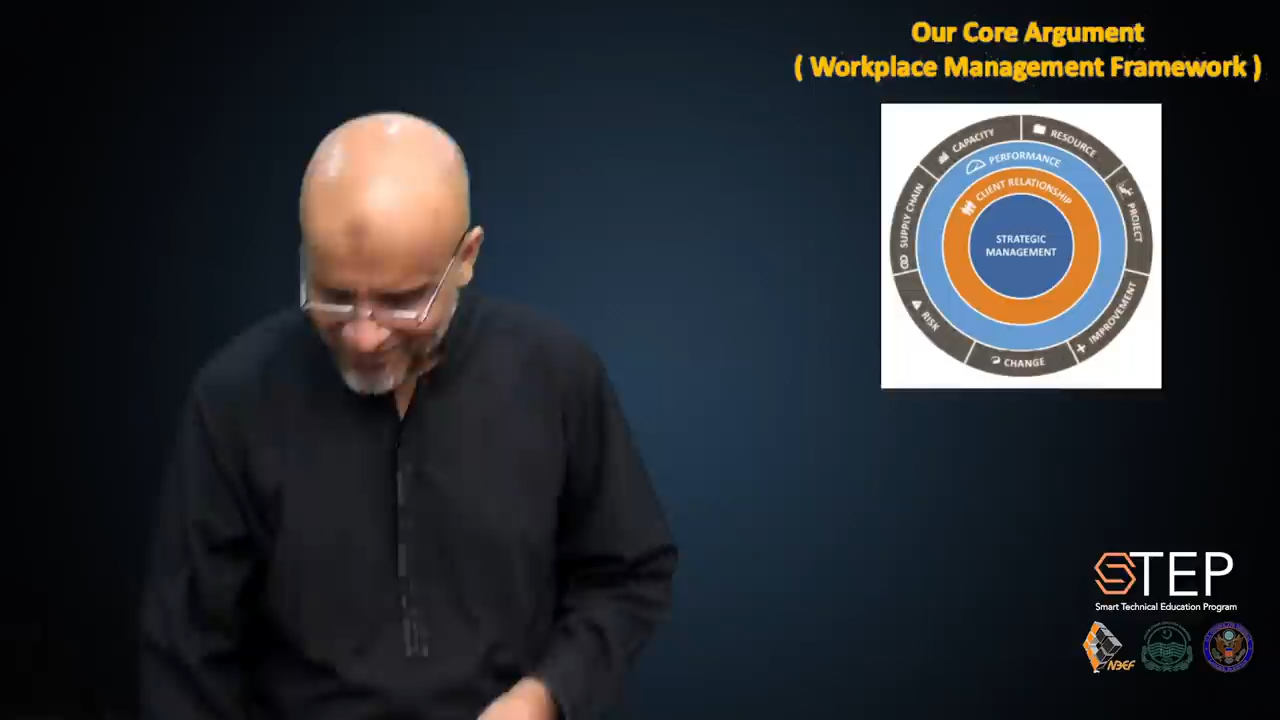 Our Core Argument
( Workplace Management Framework )
CAPACITY
RESOURCE
PERFORMANCE
CLIENT RELATIONSHIP
SUPPLY CHAIN
PROJECT
STRATEGIC
MANAGEMENT
RISK
IMPROVEMENT
CHANGE
STEP
Smart Technical Education Program
NBEF